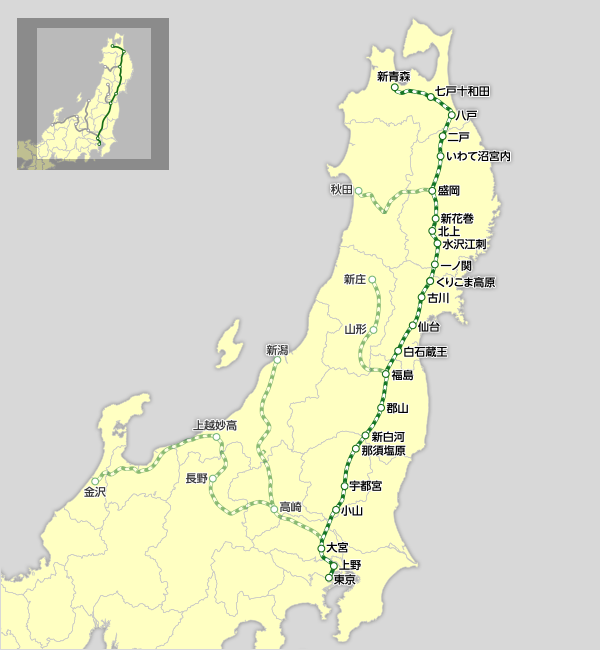 新青森
七戸十和田
八戸
二戸
いわて沼宮内
秋田
盛岡
新花巻
北上
水沢江刺
一ノ関
新庄
くりこま高原
古川
山形
仙台
新潟
白石蔵王
福島
郡山
上越妙高
新白河
那須塩原
長野
宇都宮
金沢
高崎
小山
大宮
上野
東京